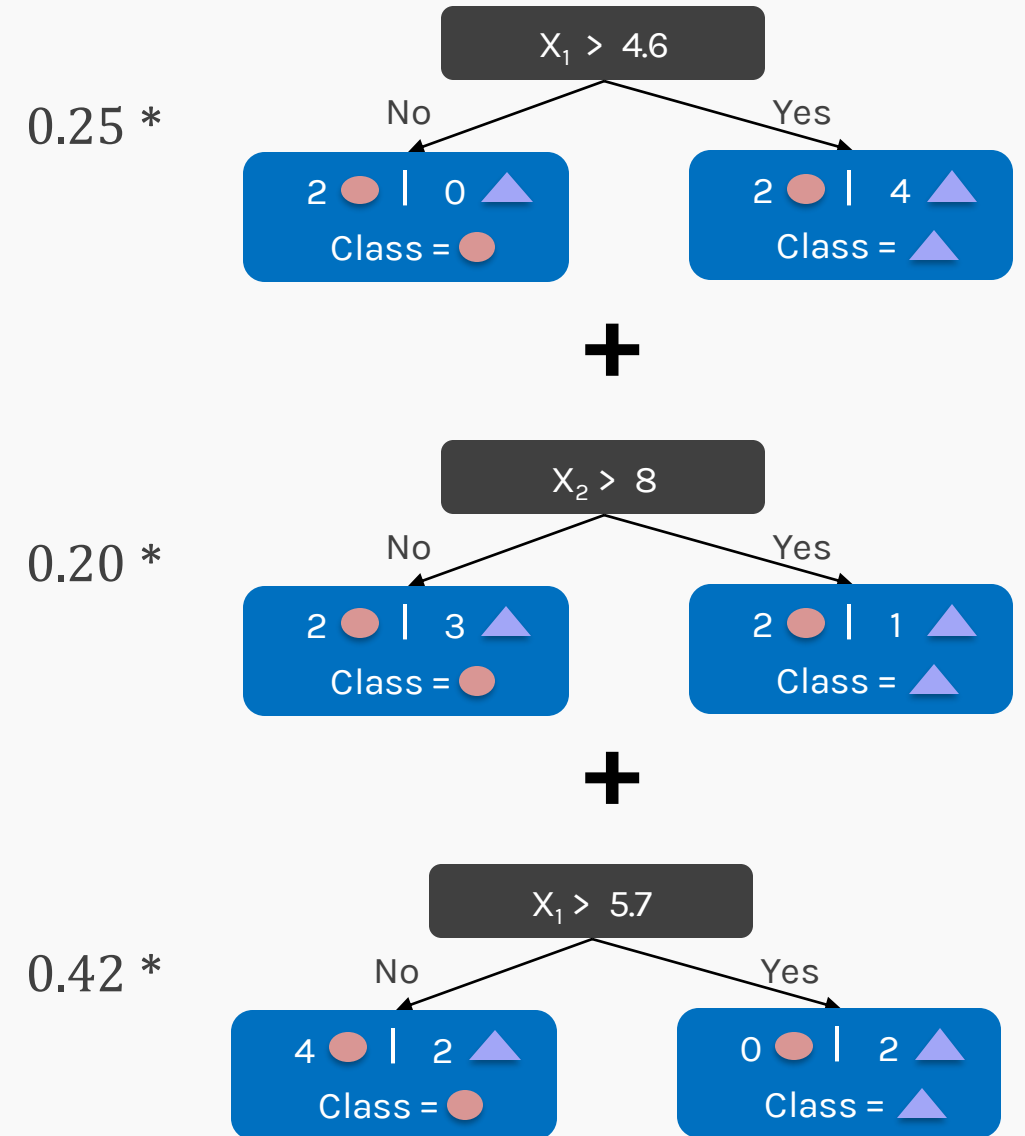 X₁ > 4.6
0.25 *
No
Yes
2 | 0
2 | 4
Class =
Class =
+
X₂ > 8
0.20 *
No
Yes
2 | 3
2 | 1
Class =
Class =
+
X₁ > 5.7
0.42 *
No
Yes
4 | 2
0 | 2
Class =
Class =